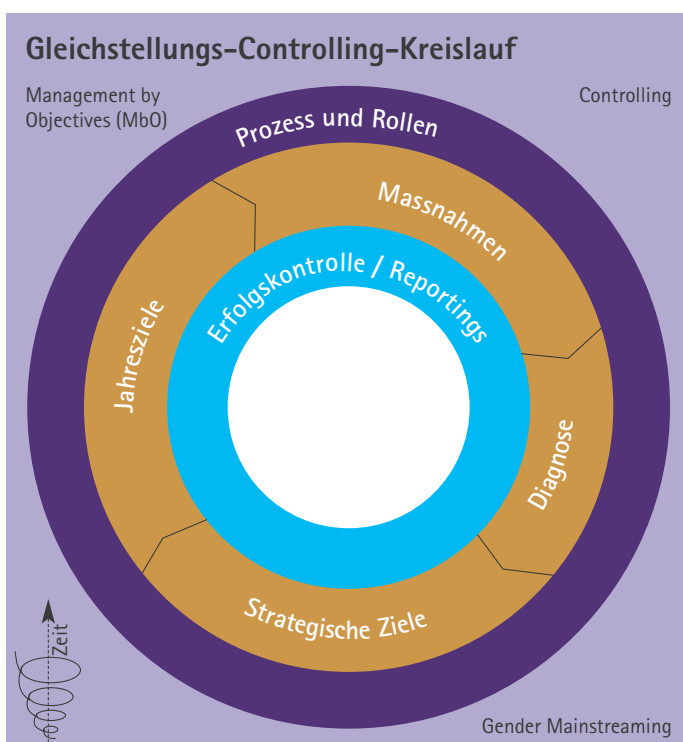 Gleichstellungs-Controlling-Kreislauf
Management by
Objectives (MbO)
Controlling
Prozess und Rollen
Massnahmen
Erfolgskontrolle / Reportings
Jahresziele
Diagnose
Strategische Ziele
Zeit
Gender Mainstreaming